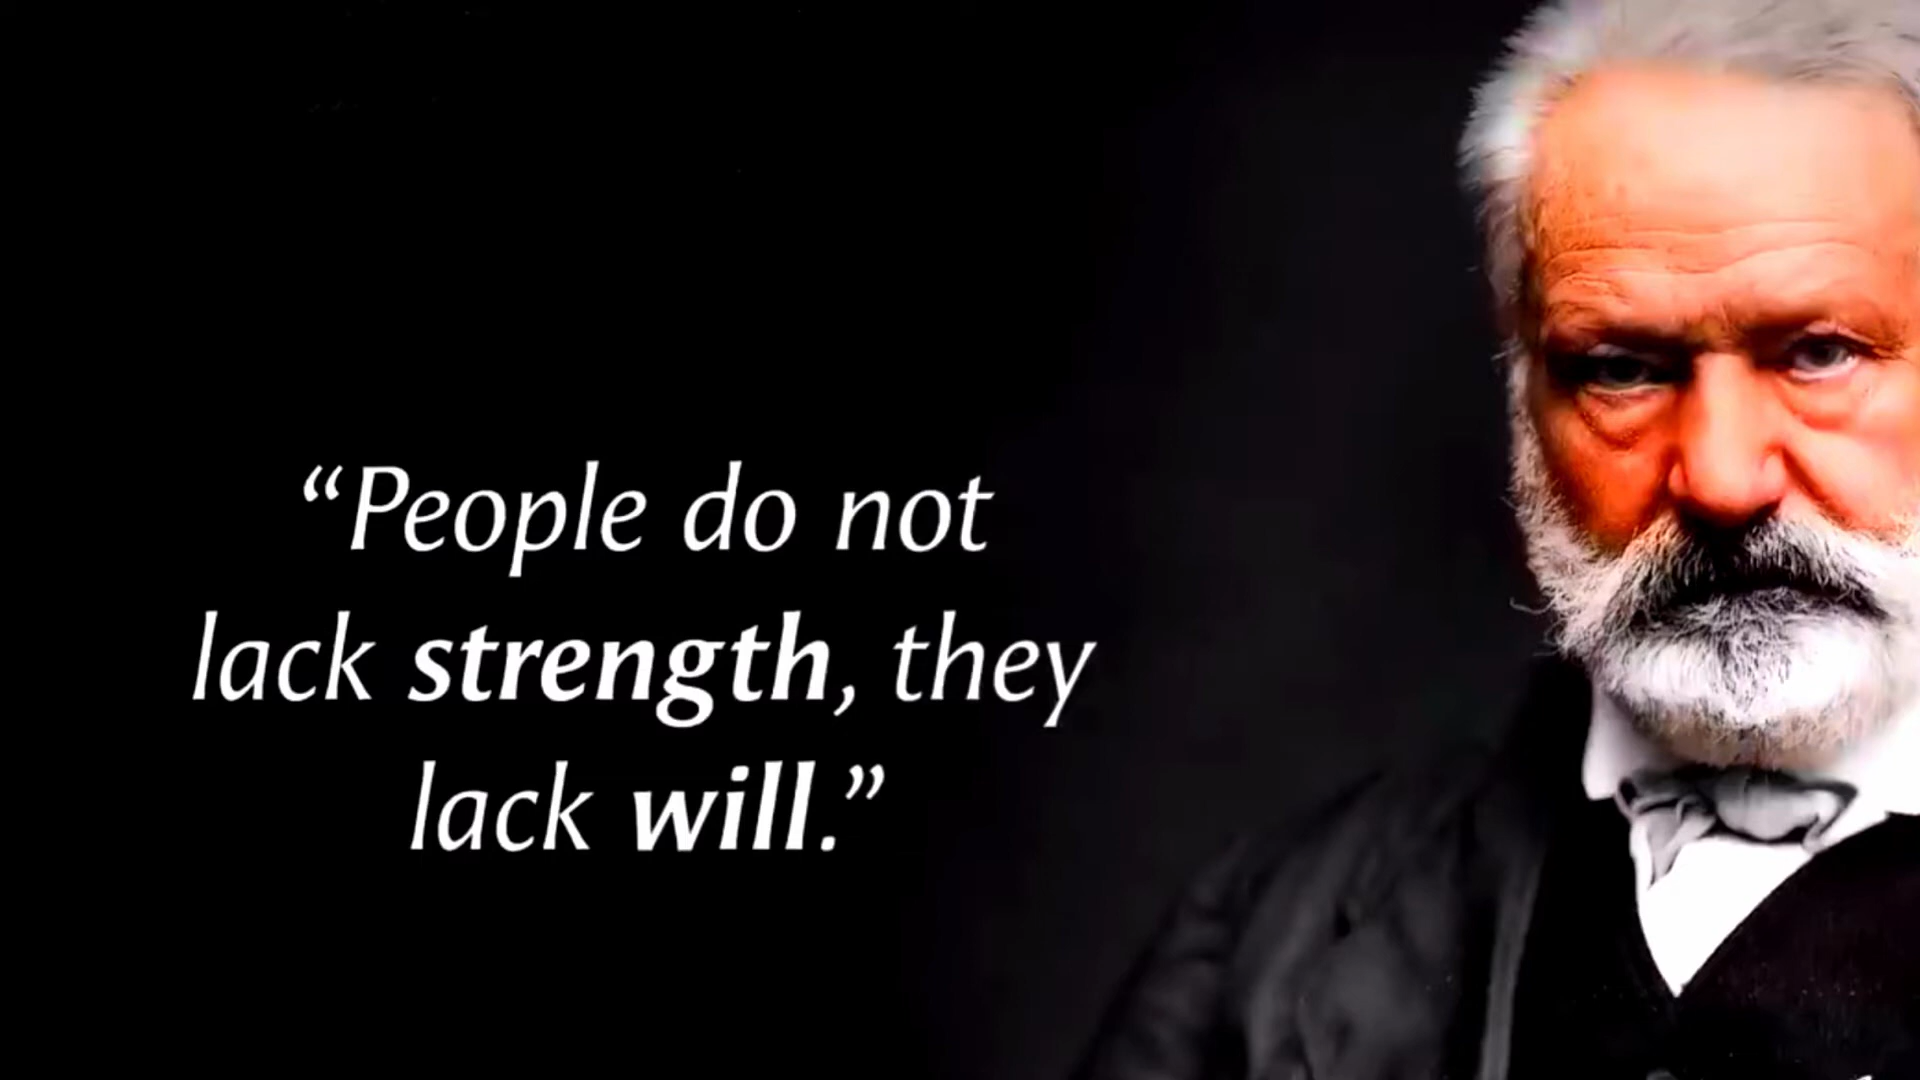 “People do not
lack strength, they
lack will.”